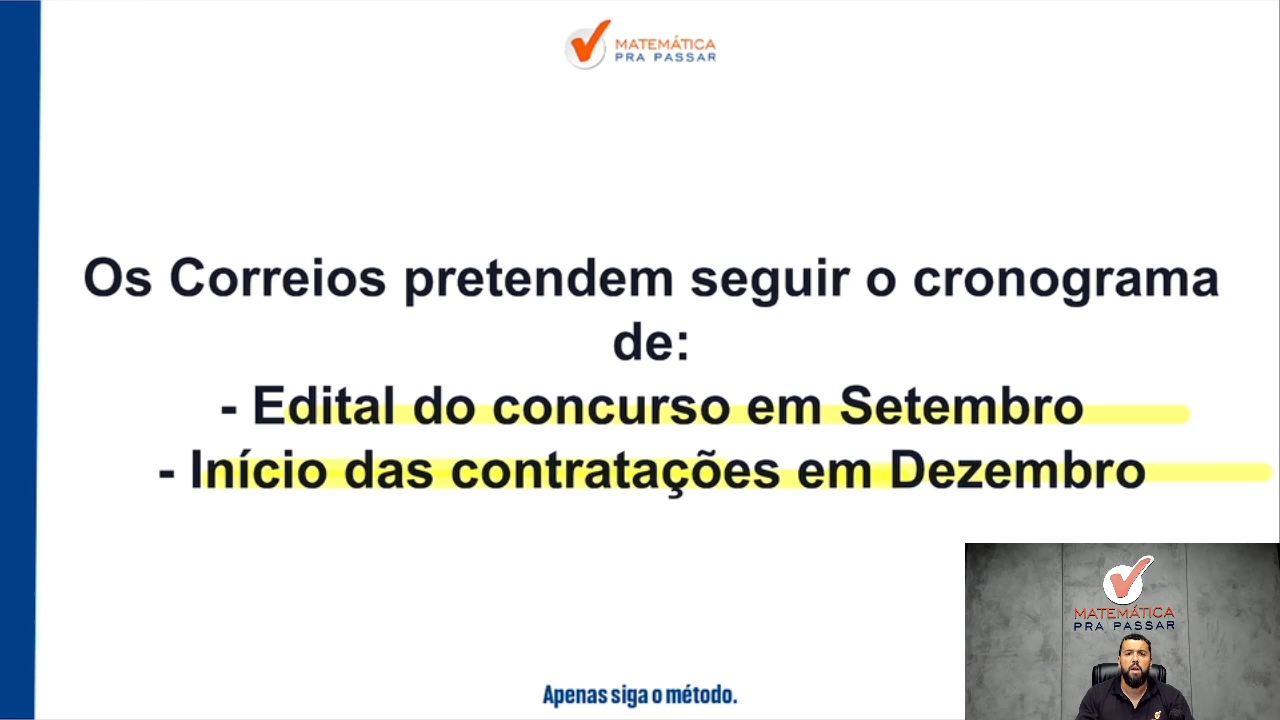 MATEMÁTICA
PRA PASSAR
Os Correios pretendem seguir o cronograma
de:
- Edital do concurso em Setembro
- Início das contratações em Dezembro
MATEMÁTICA
PRA PASSAR
Apenas siga o método.